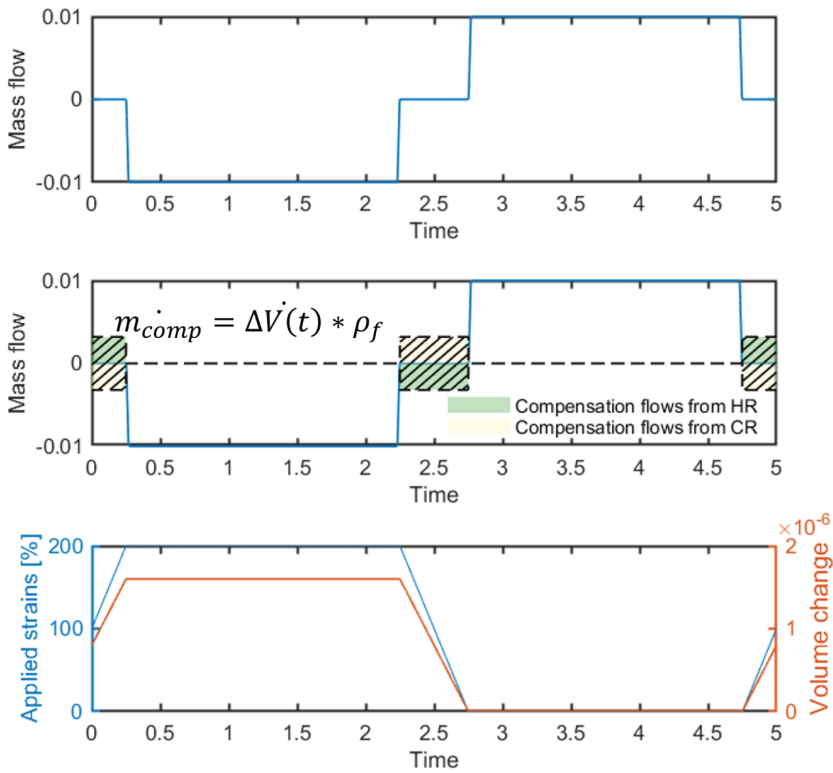 0.01
0
-0.01
Mass flow
0 0.5 1 1.5 2 2.5 3 3.5 4 4.5 5
Time
0.01
0
-0.01
Mass flow
ṁ_comp = ΔV̇(t) * ρ_f
Compensation flows from HR
Compensation flows from CR
0 0.5 1 1.5 2 2.5 3 3.5 4 4.5 5
Time
×10^-6
200
100
0
Applied strains [%]
2
1
0
Volume change
0 0.5 1 1.5 2 2.5 3 3.5 4 4.5 5
Time